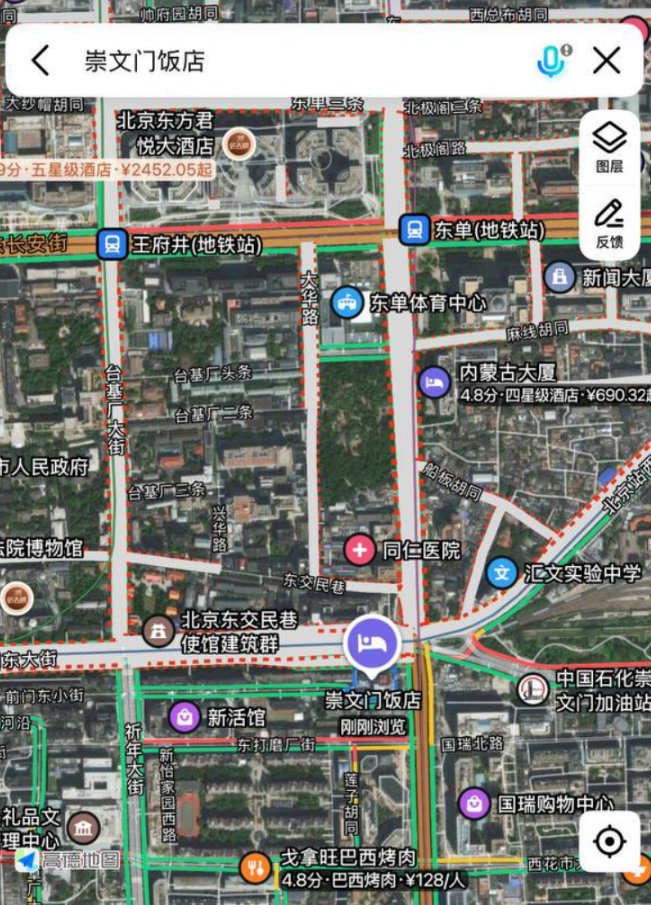 同
帅府园胡同
西总布胡同
崇文门饭店
大纱帽胡同
东单三条
北极阁三条
北京东方君
悦大酒店
北极阁路
图层
9分·五星级酒店·¥2452.05起
反馈
东长安街
王府井(地铁站)
东单(地铁站)
新闻大厦
大华路
东单体育中心
麻线胡同
内蒙古大厦
4.8分·四星级酒店·¥690.32起
台基厂头条
台基厂大街
台基厂二条
市人民政府
船板胡同
北京站西
台基厂三条
兴华路
法院博物馆
同仁医院
汇文实验中学
东交民巷
北京东交民巷
使馆建筑群
东大街
中国石化崇
文门加油站
前门东小街
崇文门饭店
刚刚浏览
河沿
新活馆
祈年大街
东打磨厂街
国瑞北路
新怡家园西路
莲子胡同
国瑞购物中心
礼品文
理中心
高德地图
戈拿旺巴西烤肉
4.8分·巴西烤肉·¥128/人
西花市大